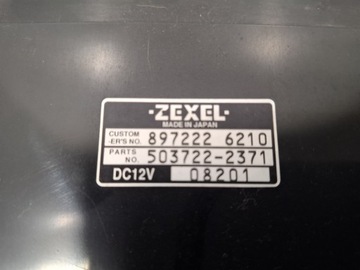 ·ZEXEL·
MADE IN JAPAN
CUSTOM -ER'S NO. 897222 6210
PARTS NO. 503722-2371
DC12V 08201